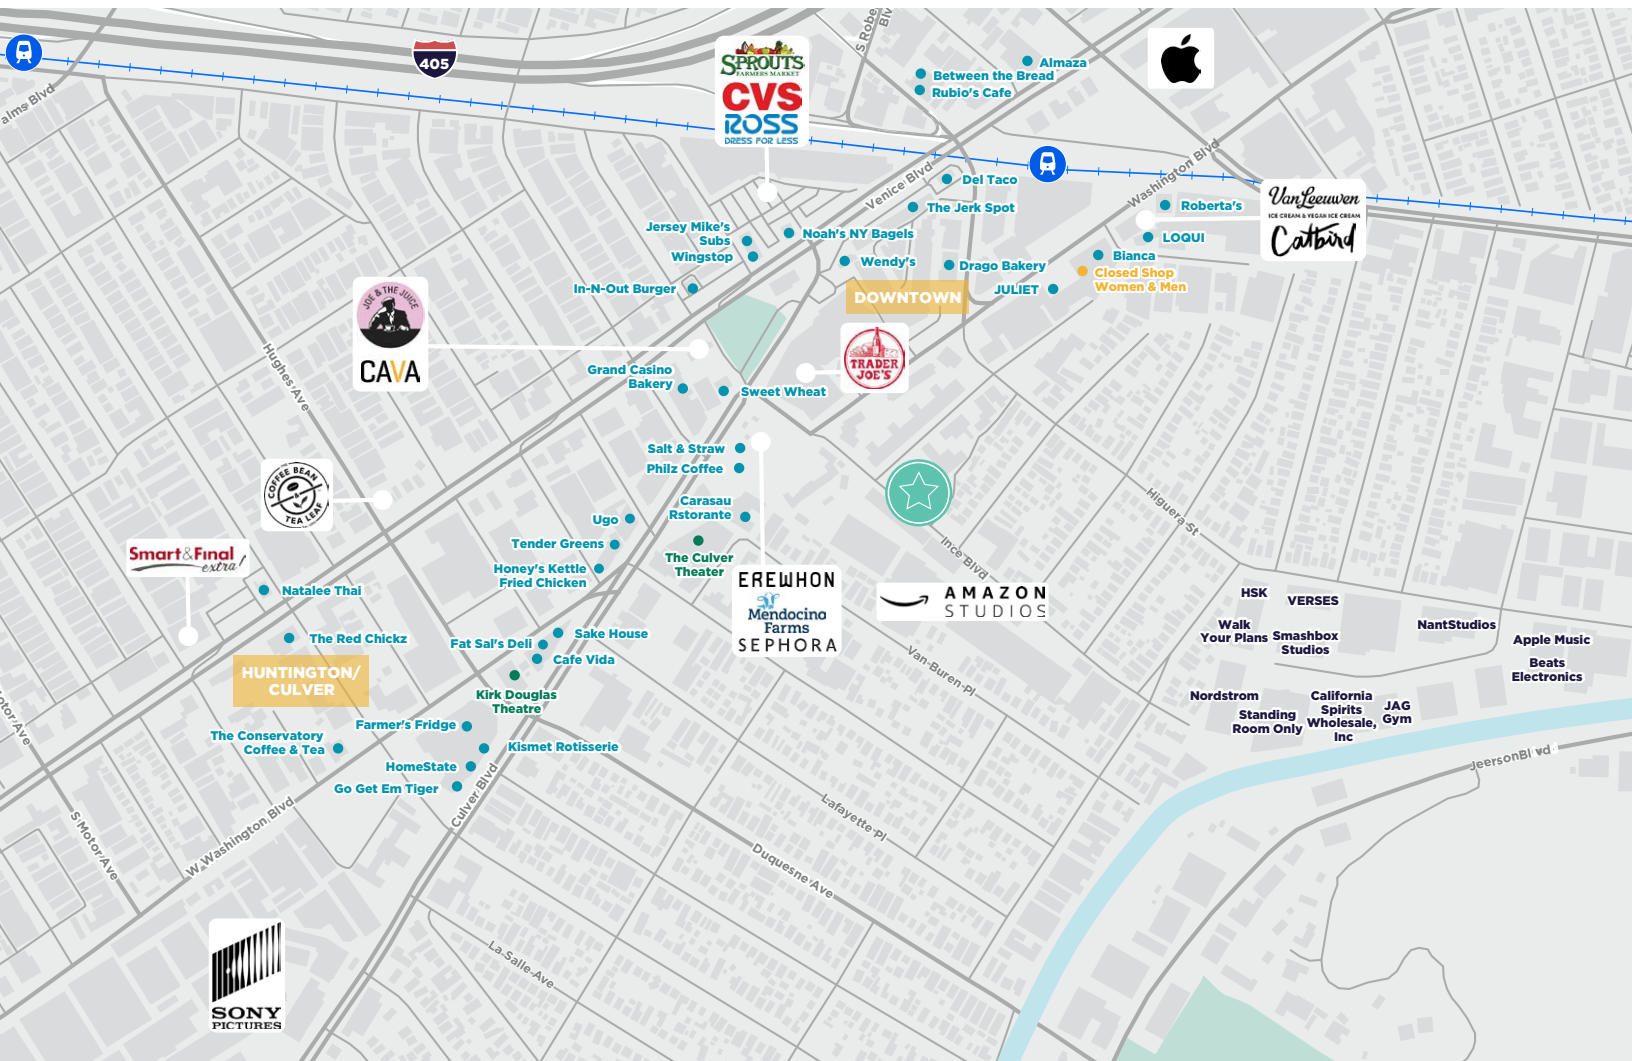 405
SPROUTS
FARMERS MARKET
CVS
ROSS
DRESS FOR LESS
S Robe
Blv
Almaza
Between the Bread
Rubio's Cafe
alms Blvd
Venice Blvd
Washington Blvd
Del Taco
The Jerk Spot
Roberta's
Van Leeuwen
ICE CREAM & VEGAN ICE CREAM
Catbird
LOQUI
Jersey Mike's
Subs
Wingstop
Noah's NY Bagels
Wendy's
Drago Bakery
Bianca
Closed Shop
Women & Men
JULIET
In-N-Out Burger
DOWNTOWN
JOE & THE JUICE
CAVA
TRADER
JOE'S
Hughes Ave
Grand Casino
Bakery
Sweet Wheat
Salt & Straw
Philz Coffee
COFFEE BEAN
&
TEA LEAF
Carasau
Rstorante
Ugo
Tender Greens
Honey's Kettle
Fried Chicken
The Culver
Theater
Higuera St
Ince Blvd
Smart&Final
extra!
Natalee Thai
EREWHON
Mendocino
Farms
SEPHORA
AMAZON
STUDIOS
HSK
VERSES
Walk
Your Plans
Smashbox
Studios
NantStudios
Apple Music
Beats
Electronics
The Red Chickz
HUNTINGTON/
CULVER
Fat Sal's Deli
Sake House
Cafe Vida
Kirk Douglas
Theatre
Van-Buren-Pl
Nordstrom
Standing
Room Only
California
Spirits
Wholesale,
Inc
JAG
Gym
otor Ave
The Conservatory
Coffee & Tea
Farmer's Fridge
Kismet Rotisserie
HomeState
Go Get Em Tiger
JeersonBl vd
Culver Blvd
S Motor Ave
W Washington Blvd
Lafayette Pl
Duquesne Ave
La Salle Ave
SONY
PICTURES